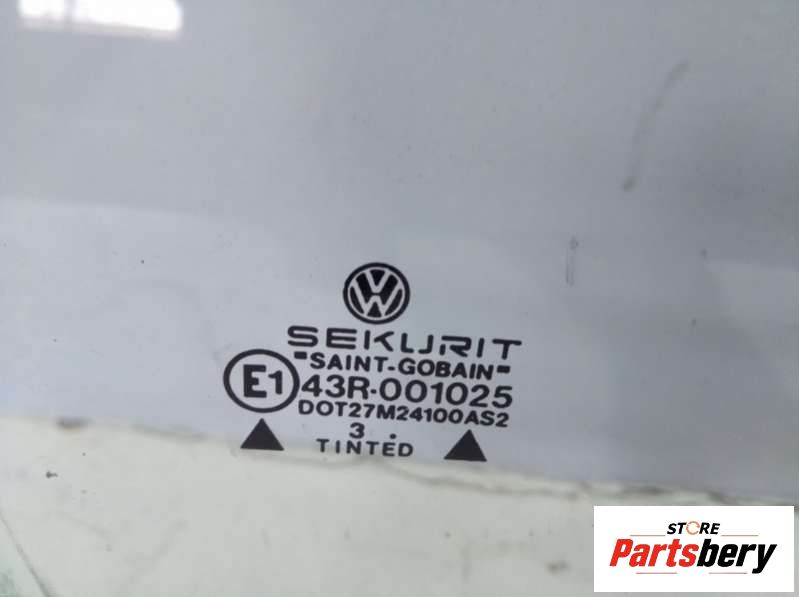 SEKURIT
"SAINT-GOBAIN"
E1 43R-001025
DOT27M24100AS2
3 .
TINTED
STORE
Partsbery